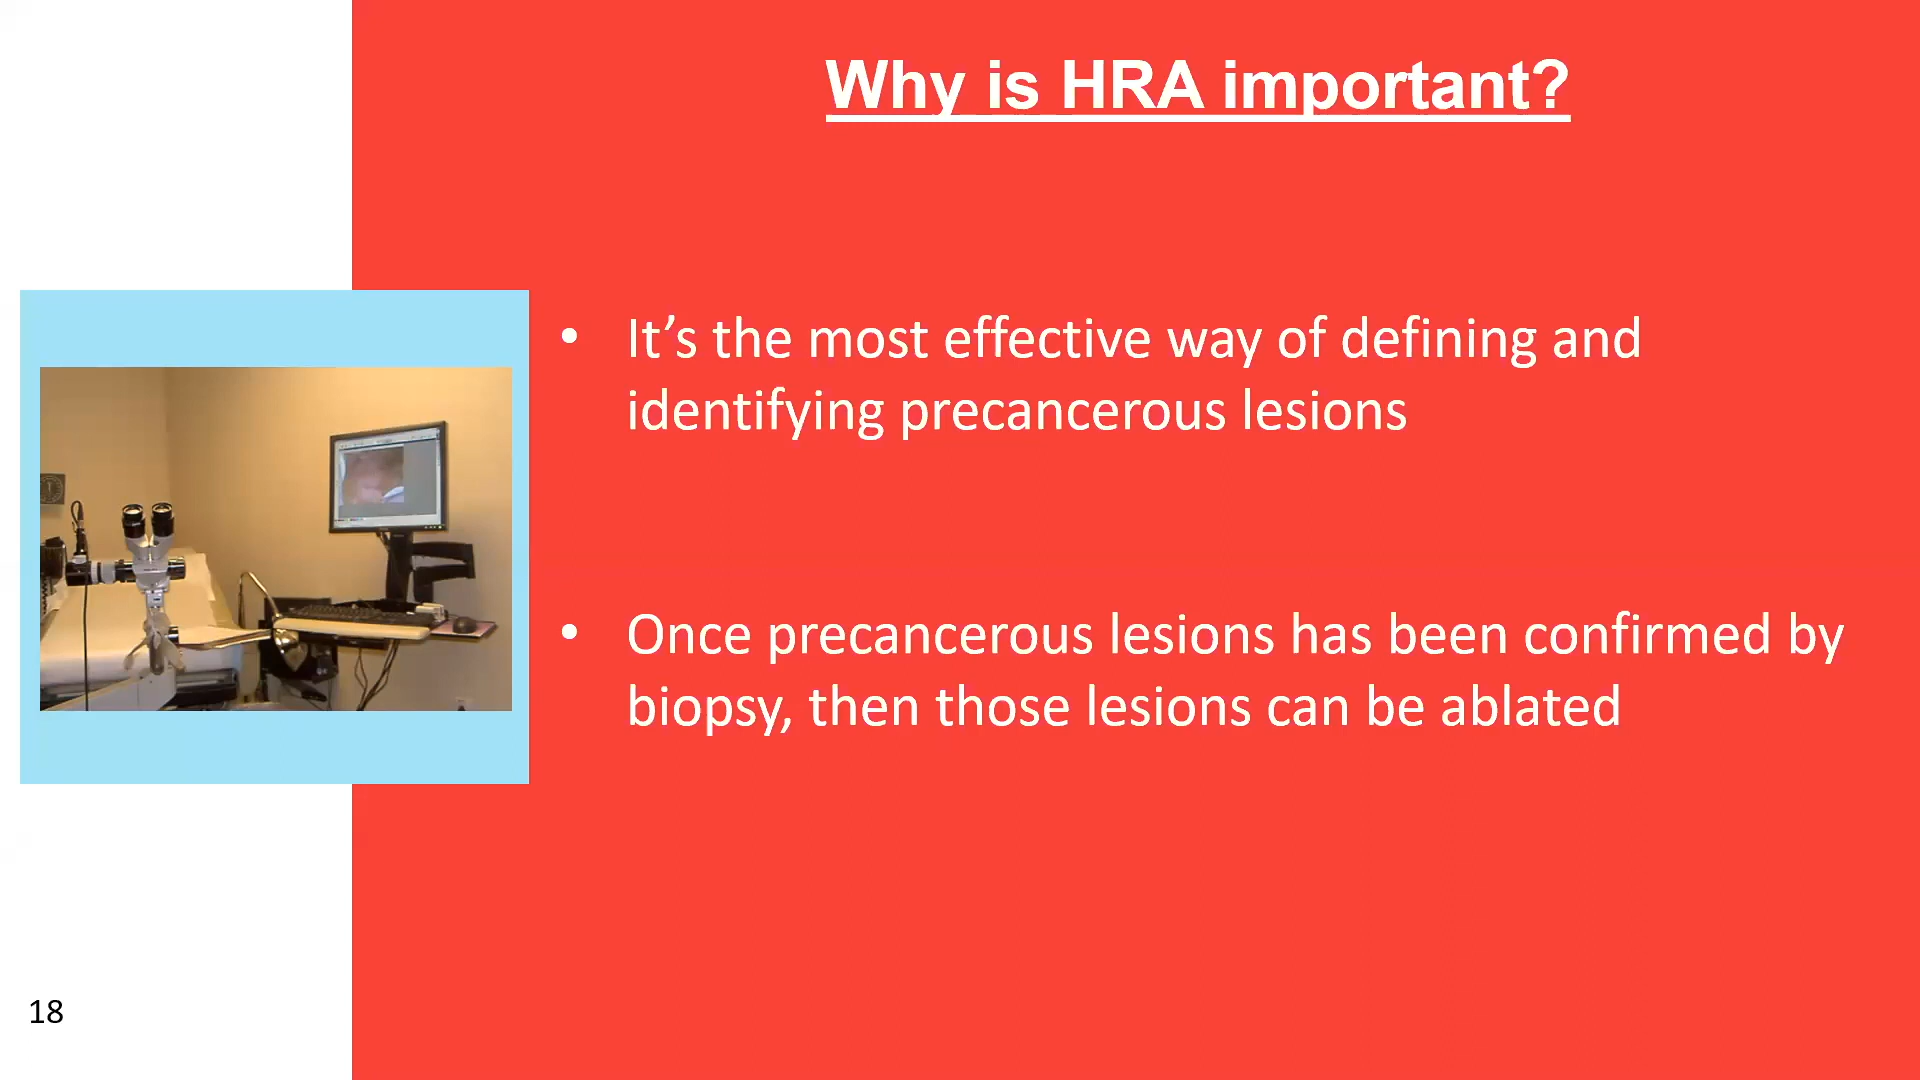 Why is HRA important?
• It’s the most effective way of defining and
identifying precancerous lesions
• Once precancerous lesions has been confirmed by
biopsy, then those lesions can be ablated
18